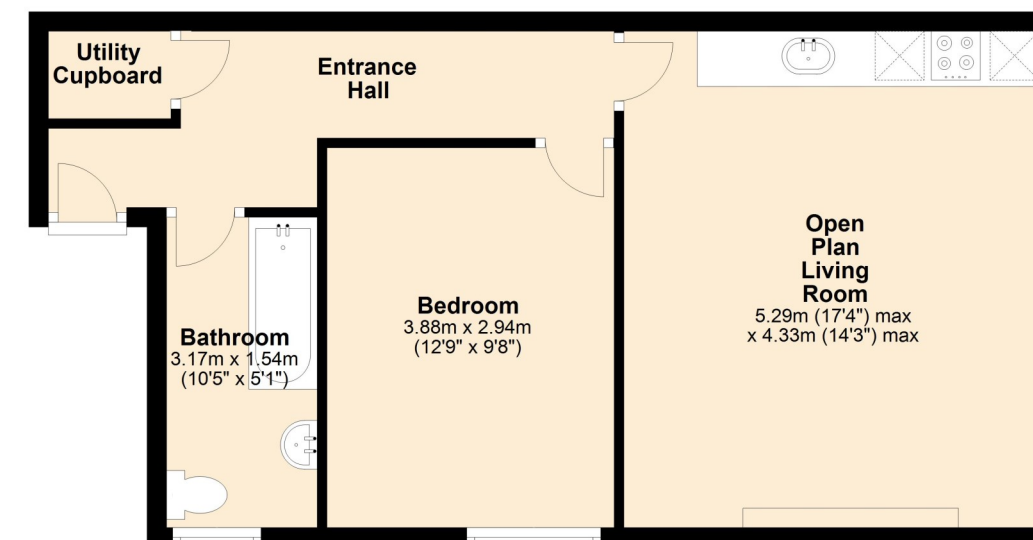 Utility
Cupboard
Entrance
Hall
Open
Plan
Living
Room
5.29m (17'4") max
x 4.33m (14'3") max
Bedroom
3.88m x 2.94m
(12'9" x 9'8")
Bathroom
3.17m x 1.54m
(10'5" x 5'1")